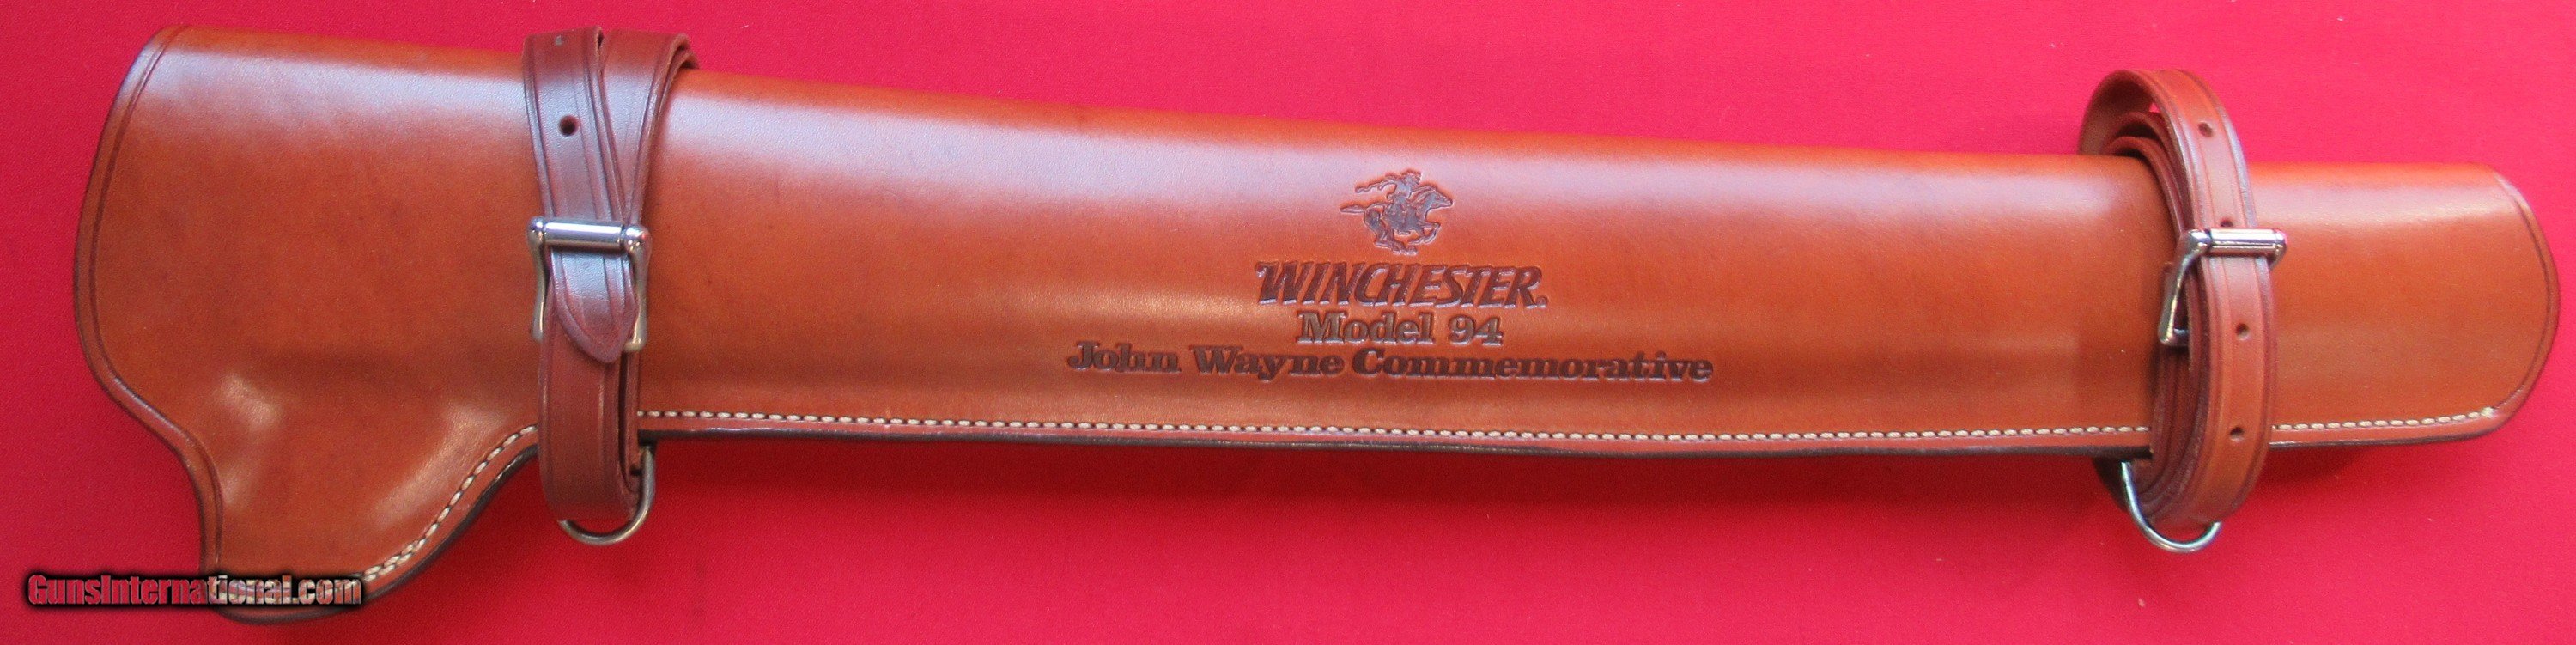 WINCHESTER.
Model 94
John Wayne Commemorative
GunsInternational.com